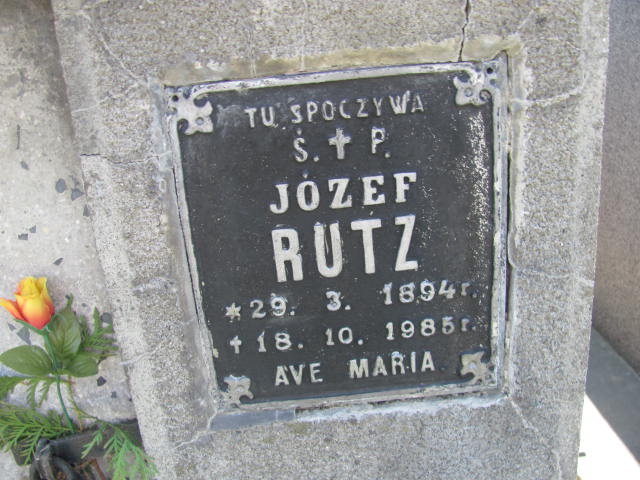 TU SPOCZYWA
Ś. ✝ P.
JÓZEF
RUTZ
* 29. 3. 1894 r.
✝ 18. 10. 1985 r.
AVE MARIA